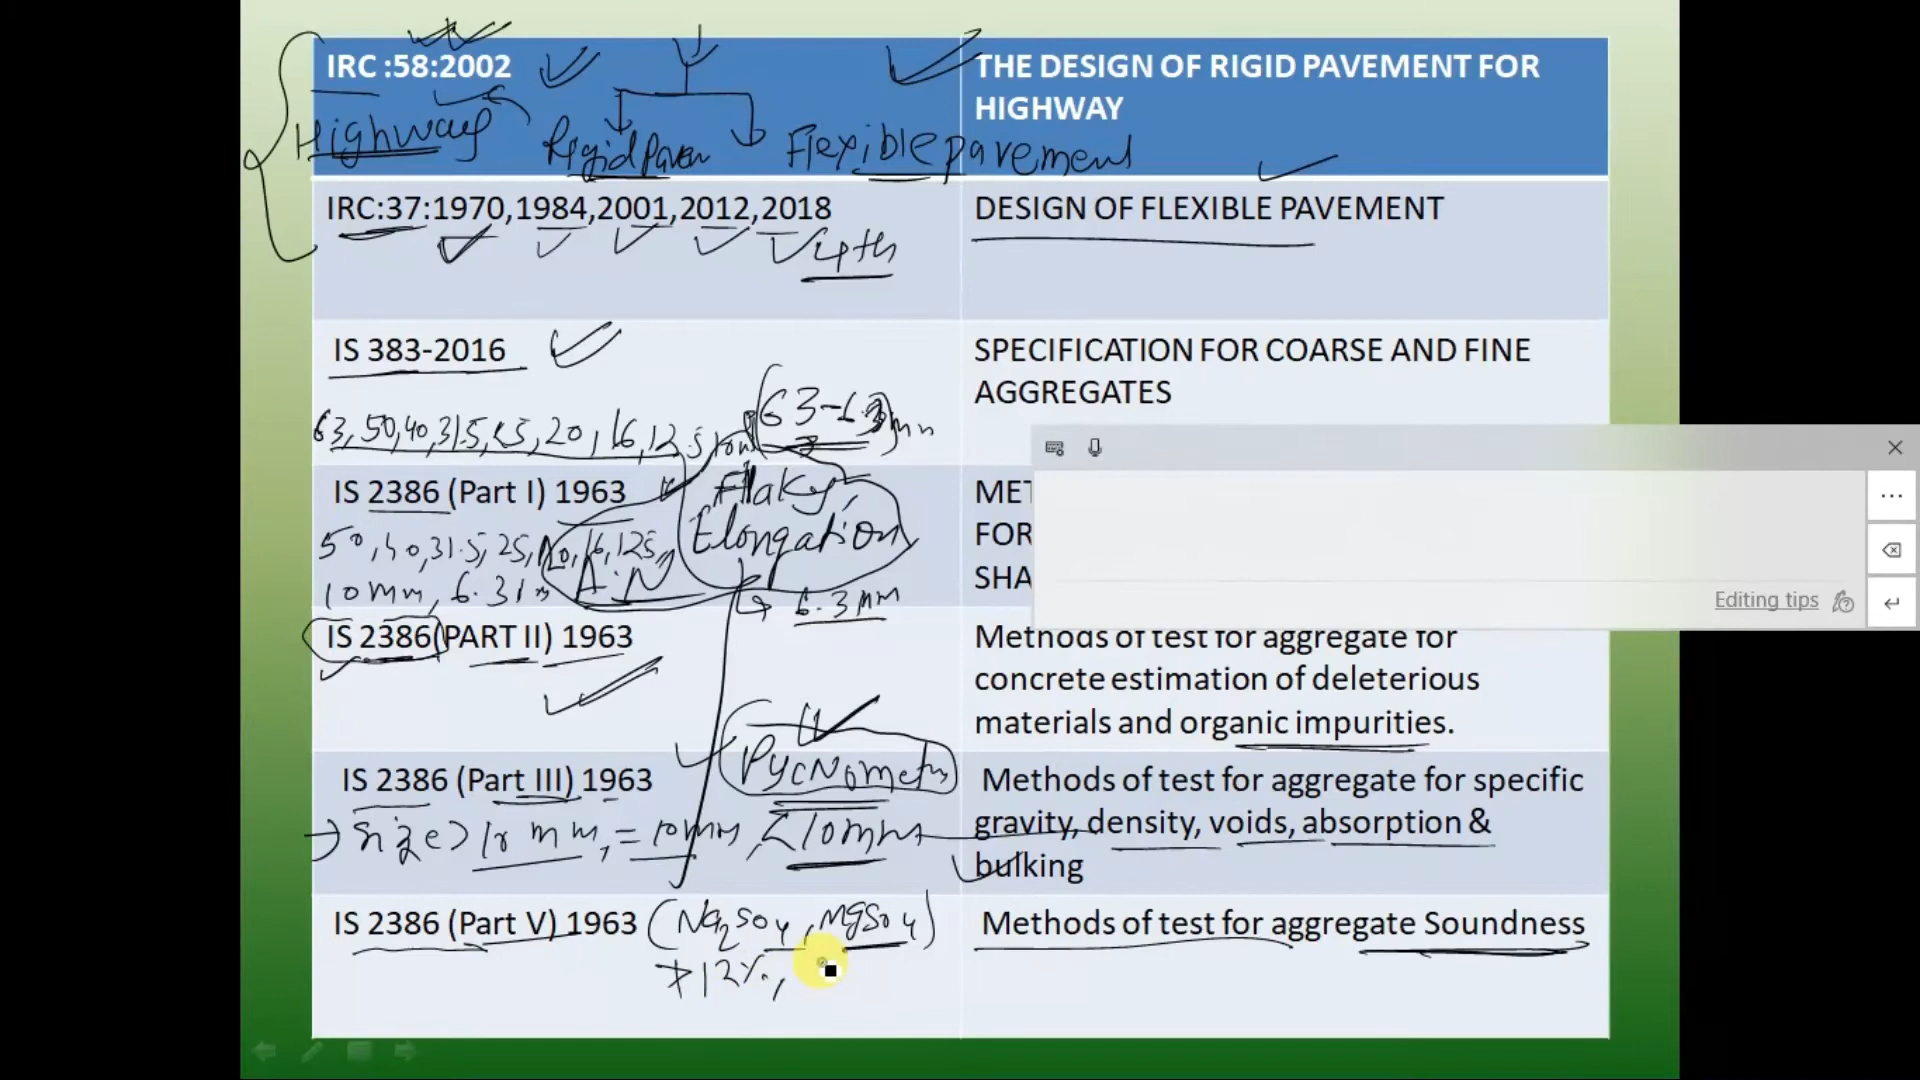 IRC :58:2002
THE DESIGN OF RIGID PAVEMENT FOR
HIGHWAY
Highway
Rigid Paven
Flexible pavement
IRC:37:1970,1984,2001,2012,2018
4th
DESIGN OF FLEXIBLE PAVEMENT
IS 383-2016
SPECIFICATION FOR COARSE AND FINE
AGGREGATES
63, 50, 40, 31.5, 25, 20, 16, 12.5
IS 2386 (Part I) 1963
Flaky
Elongation
50, 40, 31.5, 25, 20, 16, 12.5
10mm, 6.3
A.N
6.3 mm
MET
FOR
SHA
Editing tips
IS 2386(PART II) 1963
Methods of test for aggregate for
concrete estimation of deleterious
materials and organic impurities.
IS 2386 (Part III) 1963
Methods of test for aggregate for specific
gravity, density, voids, absorption &
bulking
size > 10 mm, = 10mm, < 10mm
IS 2386 (Part V) 1963
(Na2SO4, MgSO4)
12%,
Methods of test for aggregate Soundness